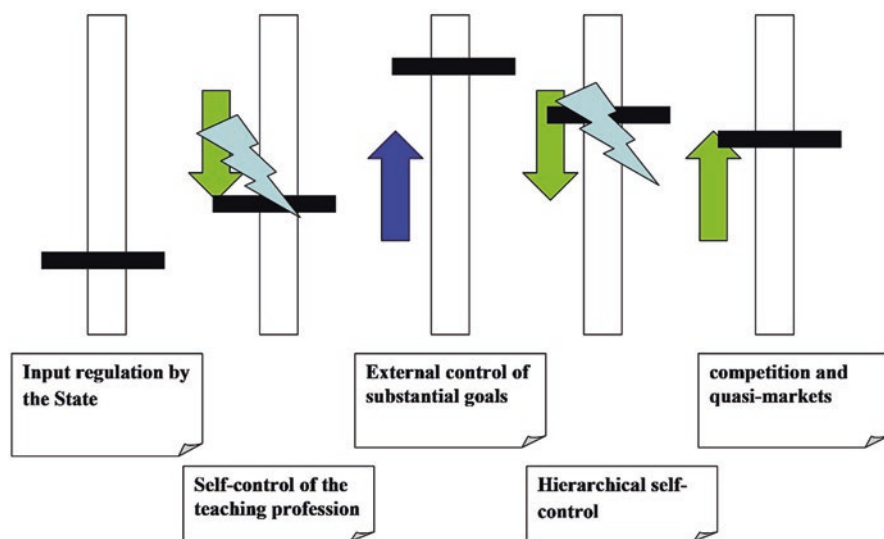 Input regulation by
the State
External control of
substantial goals
competition and
quasi-markets
Self-control of the
teaching profession
Hierarchical self-
control